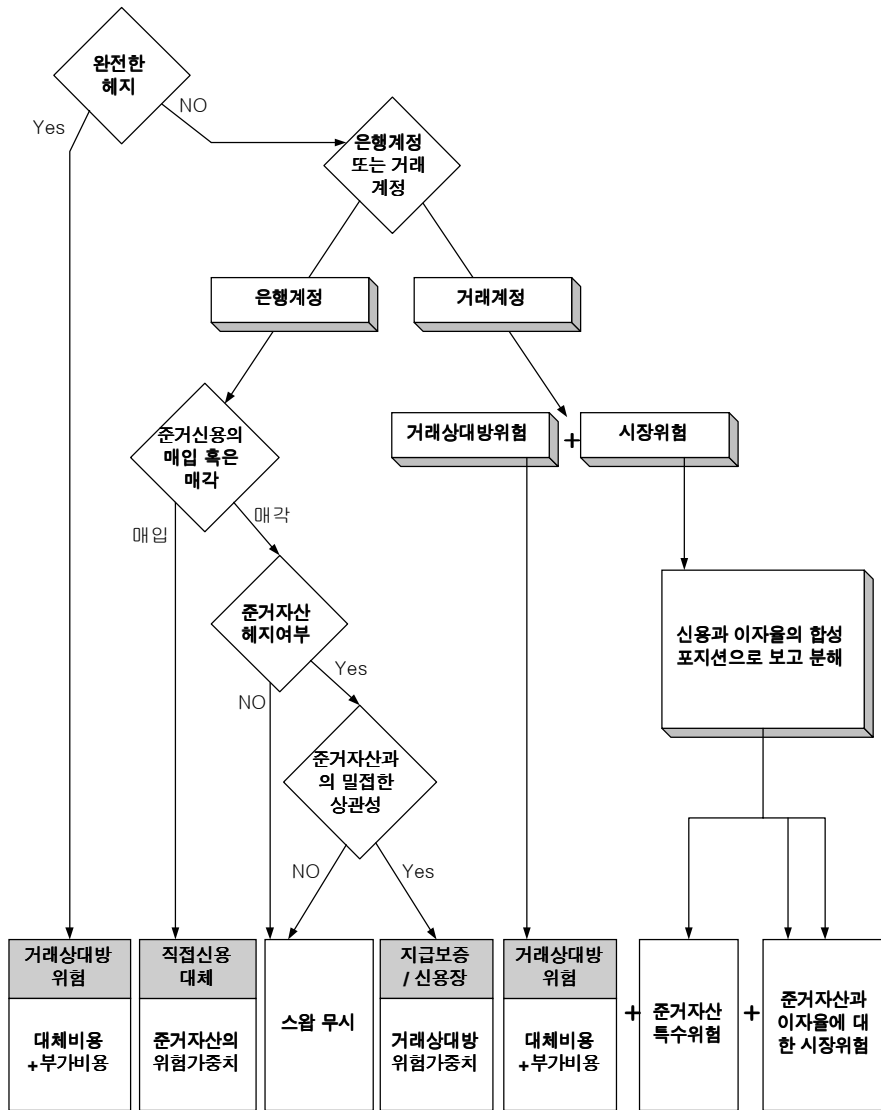 완전한
헤지
NO
Yes
은행계정
또는 거래
계정
은행계정
거래계정
준거신용의
매입 혹은
매각
거래상대방위험
+
시장위험
매입
매각
준거자산
헤지여부
신용과 이자율의 합성
포지션으로 보고 분해
NO
Yes
준거자산과
의 밀접한
상관성
NO
Yes
거래상대방
위험
대체비용
+부가비용
직접신용
대체
준거자산의
위험가중치
스왑 무시
지급보증
/ 신용장
거래상대방
위험가중치
거래상대방
위험
대체비용
+부가비용
+
준거자산
특수위험
+
준거자산과
이자율에 대
한 시장위험